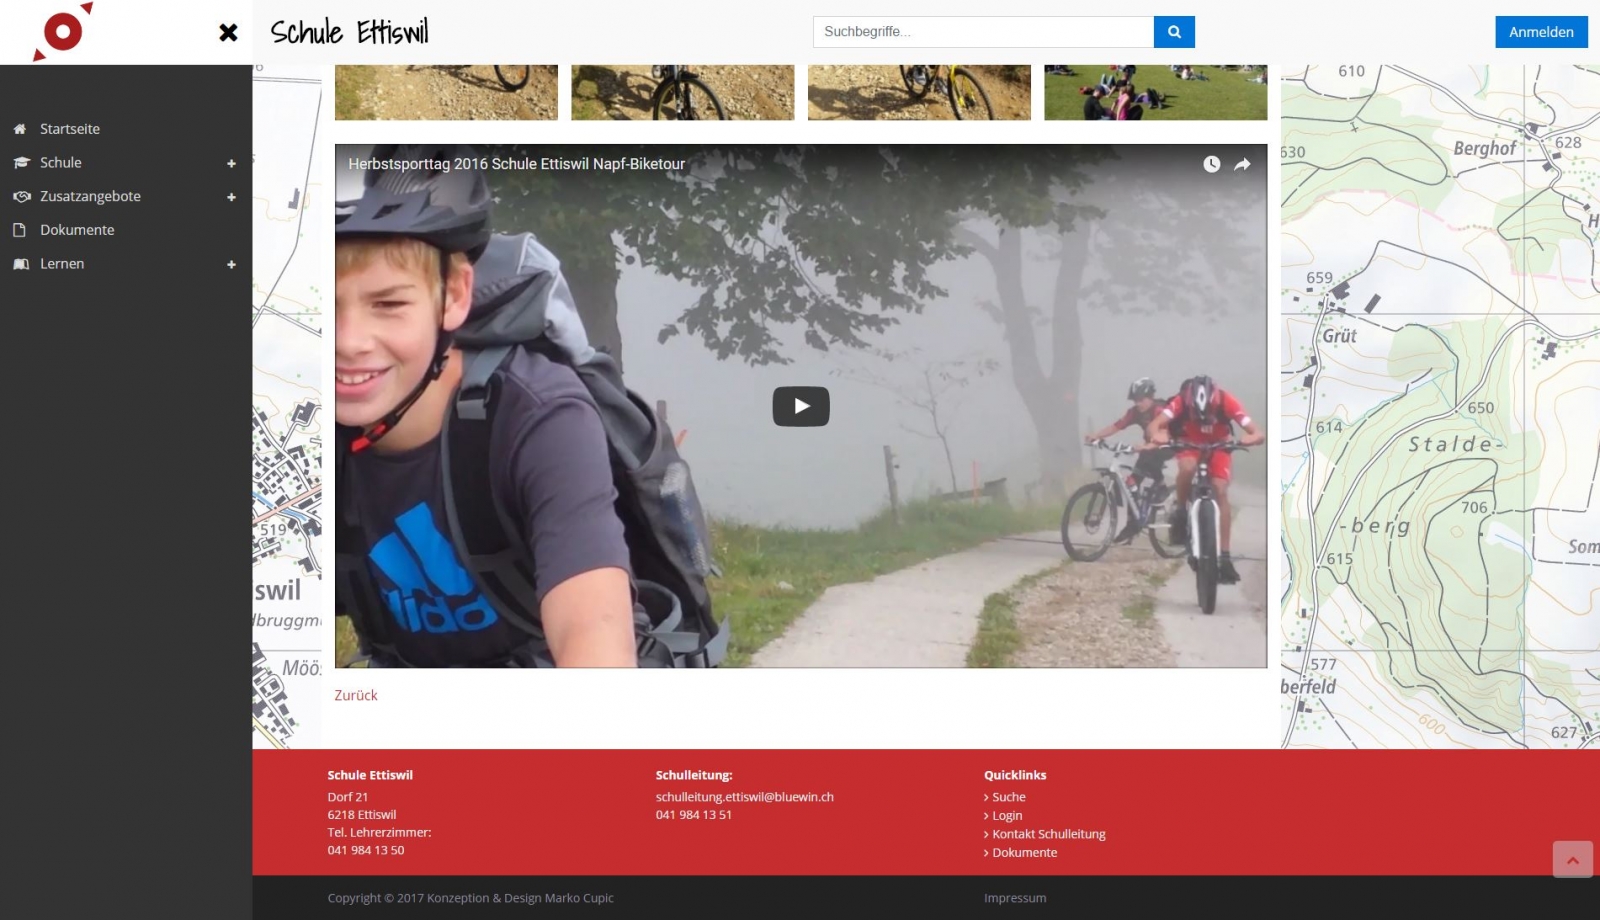 Schule Ettiswil
Suchbegriffe...
Anmelden
Startseite
Schule
Zusatzangebote
Dokumente
Lernen
Herbstsporttag 2016 Schule Ettiswil Napf-Biketour
519
swil
Möö
610
Berghof
628
630
659
Grüt
650
614
Stalde-
706
-berg
615
Som
577
berfeld
600
627
Zurück
Schule Ettiswil
Dorf 21
6218 Ettiswil
Tel. Lehrerzimmer:
041 984 13 50
Schulleitung:
schulleitung.ettiswil@bluewin.ch
041 984 13 51
Quicklinks
Suche
Login
Kontakt Schulleitung
Dokumente
Copyright © 2017 Konzeption & Design Marko Cupic
Impressum